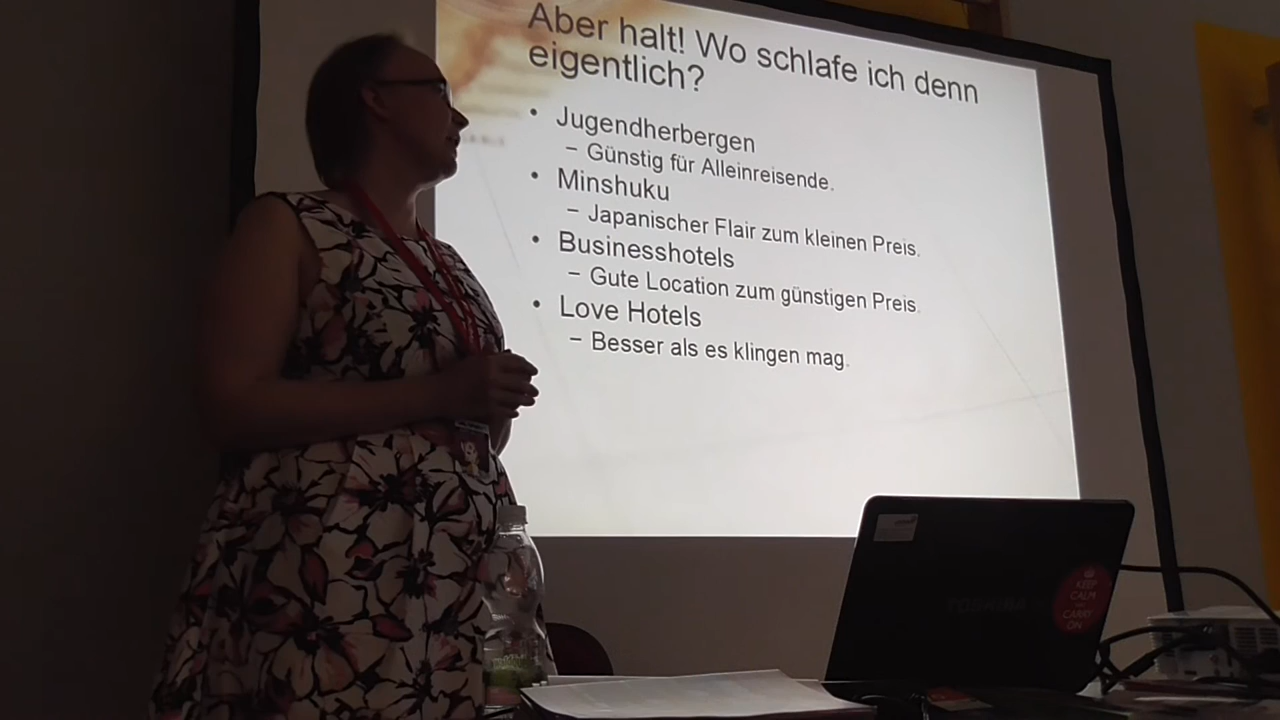 Aber halt! Wo schlafe ich denn
eigentlich?
• Jugendherbergen
– Günstig für Alleinreisende.
• Minshuku
– Japanischer Flair zum kleinen Preis.
• Businesshotels
– Gute Location zum günstigen Preis.
• Love Hotels
– Besser als es klingen mag.
TOSHIBA
KEEP
CALM
CARRY
ON